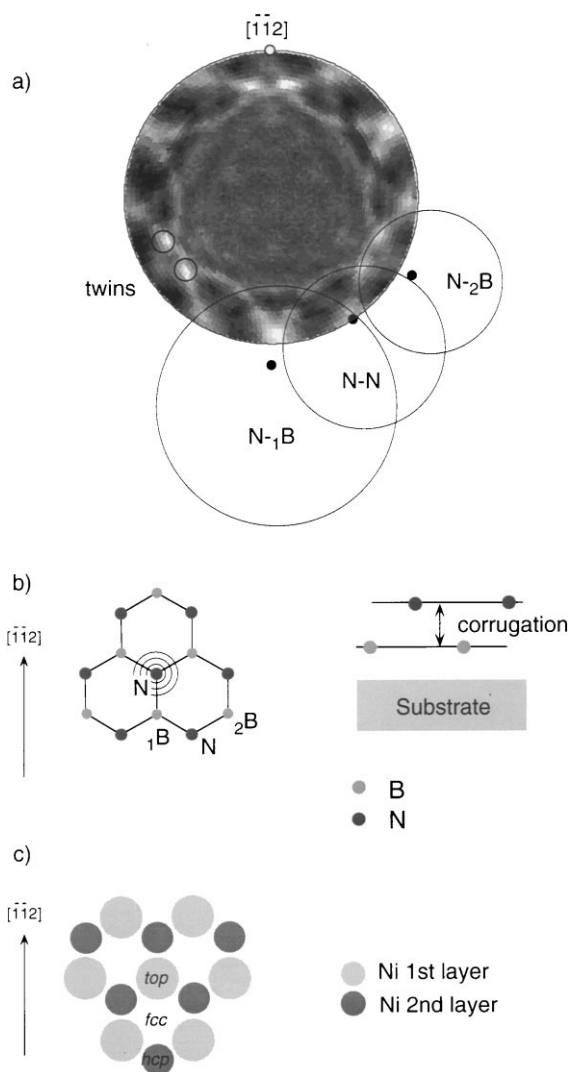 [1̄1̄2]
a)
twins
N-₂B
N-N
N-₁B
b)
[1̄1̄2]
N
₁B
N
₂B
corrugation
Substrate
B
N
c)
[1̄1̄2]
top
fcc
hcp
Ni 1st layer
Ni 2nd layer